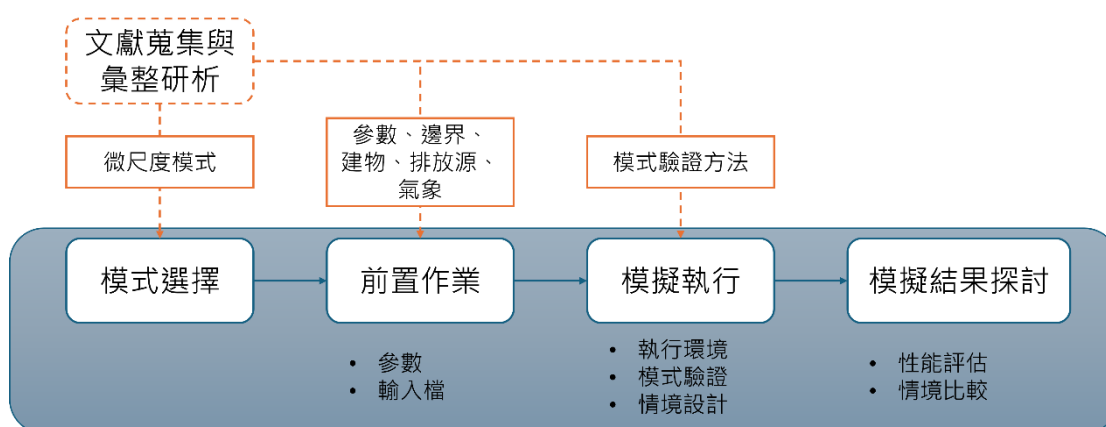 文獻蒐集與
彙整研析
微尺度模式
參數、邊界、
建物、排放源、
氣象
模式驗證方法
模式選擇
前置作業
模擬執行
模擬結果探討
• 參數
• 輸入檔
• 執行環境
• 模式驗證
• 情境設計
• 性能評估
• 情境比較